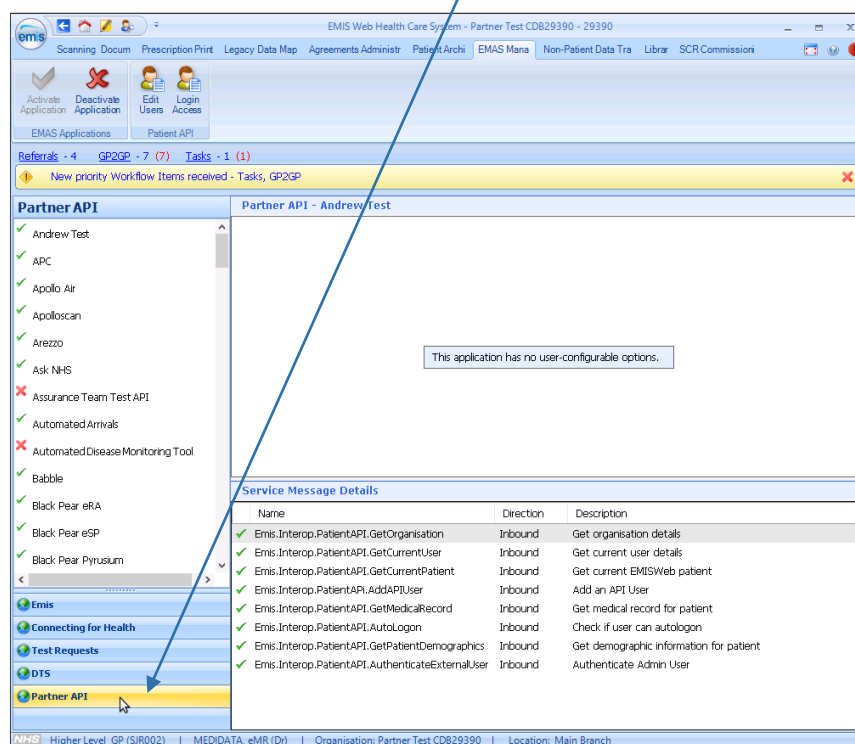 emis
EMIS Web Health Care System - Partner Test CDB29390 - 29390
Scanning Docum Prescription Print Legacy Data Map Agreements Administr Patient Archi EMAS Mana Non-Patient Data Tra Librar SCR Commissioni
Activate Application Deactivate Application Edit Users Login Access
EMAS Applications Patient API
Referrals - 4 GP2GP - 7 (7) Tasks - 1 (1)
New priority Workflow Items received - Tasks, GP2GP
Partner API
Andrew Test
APC
Apollo Air
Apolloscan
Arezzo
Ask NHS
Assurance Team Test API
Automated Arrivals
Automated Disease Monitoring Tool
Babble
Black Pear eRA
Black Pear eSP
Black Pear Pyrusium
Emis
Connecting for Health
Test Requests
DTS
Partner API
Partner API - Andrew Test
This application has no user-configurable options.
Service Message Details
Name Direction Description
Emis.Interop.PatientAPI.GetOrganisation Inbound Get organisation details
Emis.Interop.PatientAPI.GetCurrentUser Inbound Get current user details
Emis.Interop.PatientAPI.GetCurrentPatient Inbound Get current EMISWeb patient
Emis.Interop.PatientAPi.AddAPIUser Inbound Add an API User
Emis.Interop.PatientAPI.GetMedicalRecord Inbound Get medical record for patient
Emis.Interop.PatientAPI.AutoLogon Inbound Check if user can autologon
Emis.Interop.PatientAPI.GetPatientDemographics Inbound Get demographic information for patient
Emis.Interop.PatientAPI.AuthenticateExternalUser Inbound Authenticate Admin User
NHS Higher Level GP (SJR002) | MEDIDATA, eMR (Dr) | Organisation: Partner Test CDB29390 | Location: Main Branch